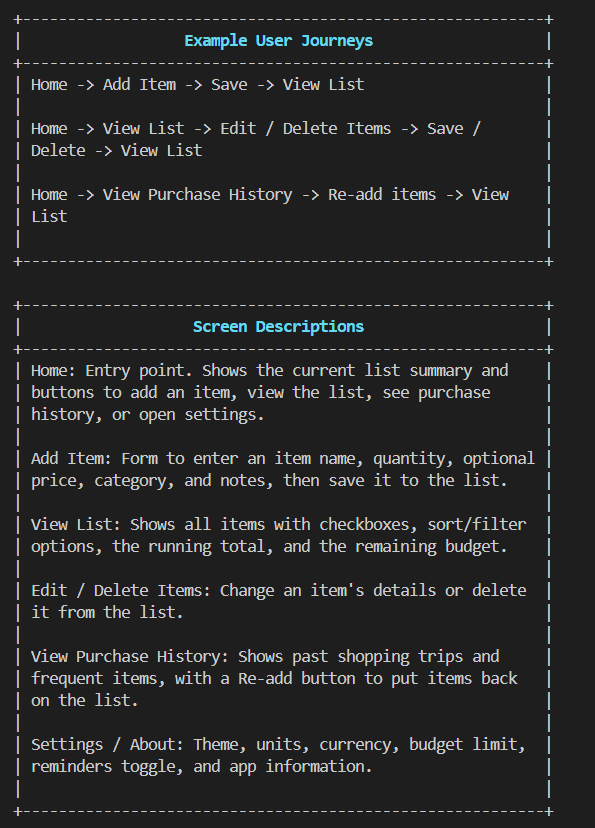 Example User Journeys
Home -> Add Item -> Save -> View List
Home -> View List -> Edit / Delete Items -> Save /
Delete -> View List
Home -> View Purchase History -> Re-add items -> View
List
Screen Descriptions
Home: Entry point. Shows the current list summary and
buttons to add an item, view the list, see purchase
history, or open settings.
Add Item: Form to enter an item name, quantity, optional
price, category, and notes, then save it to the list.
View List: Shows all items with checkboxes, sort/filter
options, the running total, and the remaining budget.
Edit / Delete Items: Change an item's details or delete
it from the list.
View Purchase History: Shows past shopping trips and
frequent items, with a Re-add button to put items back
on the list.
Settings / About: Theme, units, currency, budget limit,
reminders toggle, and app information.